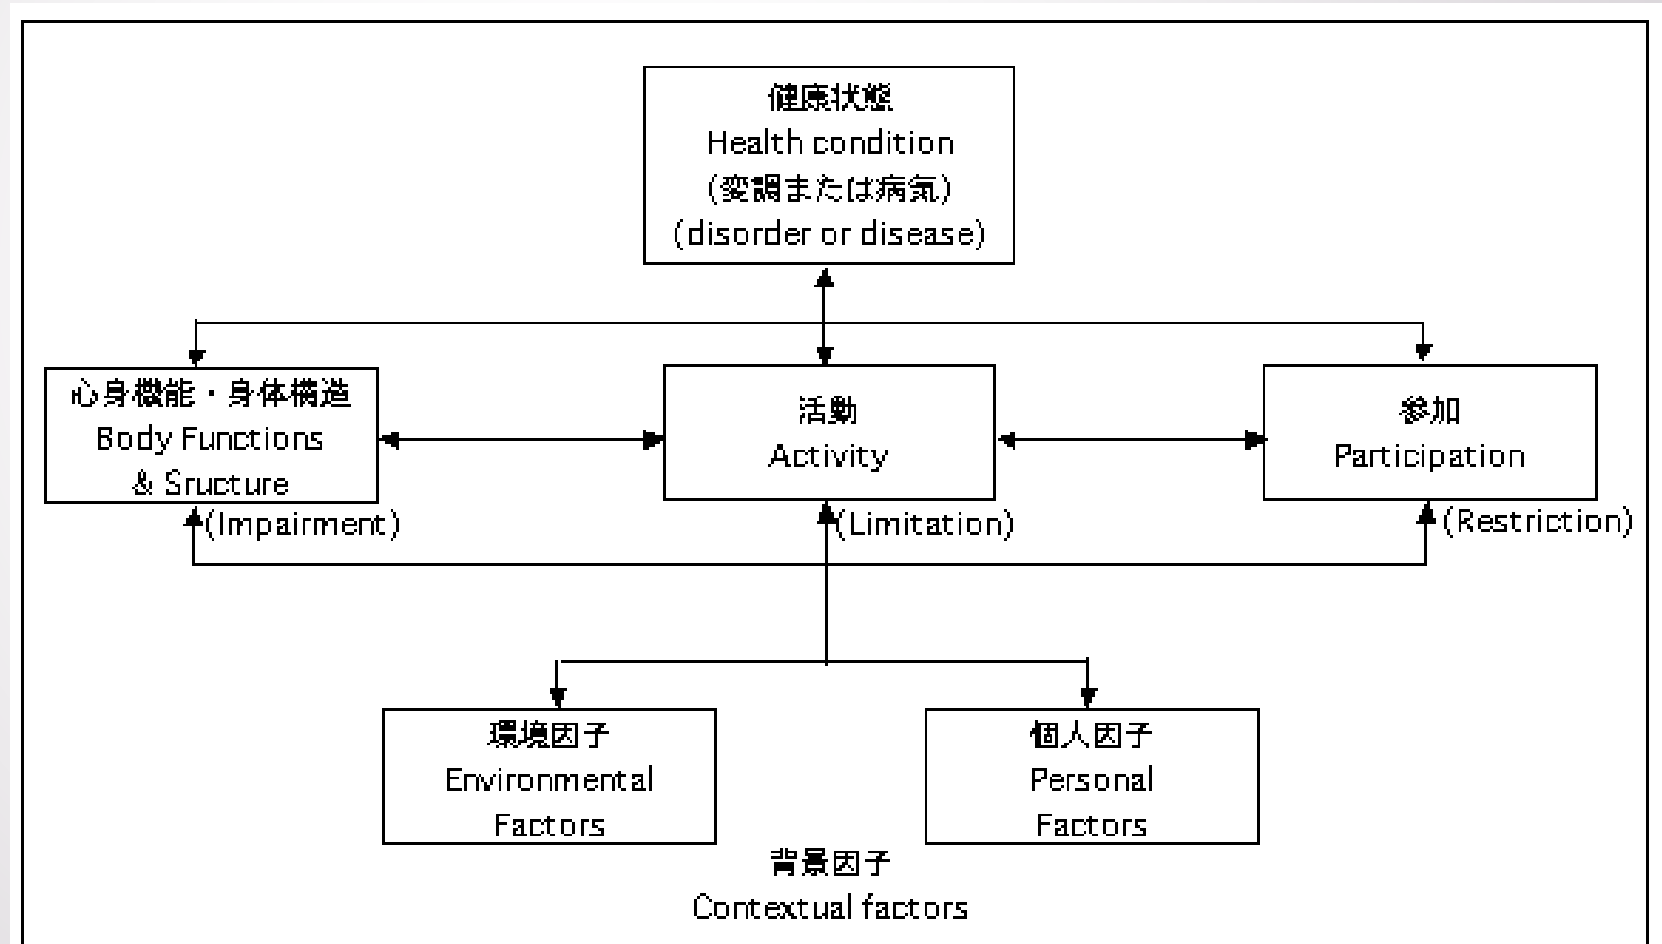 健康状態
Health condition
(変調または病気)
(disorder or disease)
心身機能・身体構造
Body Functions
& Sructure
(Impairment)
活動
Activity
(Limitation)
参加
Participation
(Restriction)
環境因子
Environmental
Factors
個人因子
Personal
Factors
背景因子
Contextual factors